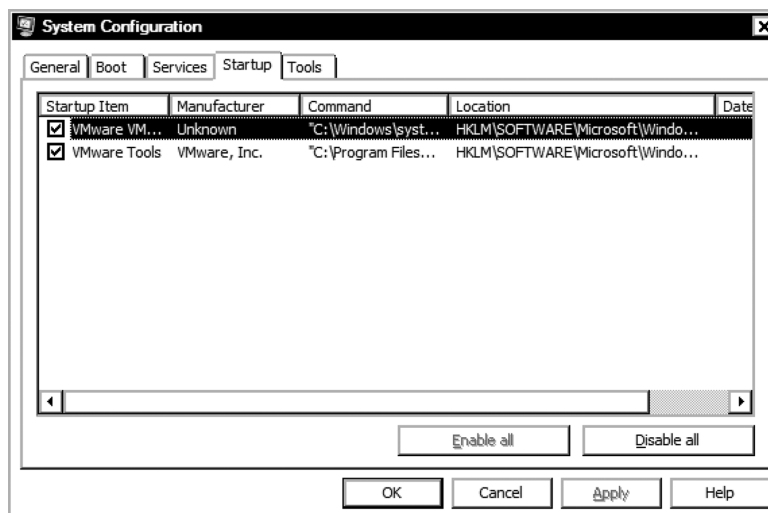 System Configuration
General Boot Services Startup Tools
Startup Item Manufacturer Command Location Date
VMware VM... Unknown "C:\Windows\syst... HKLM\SOFTWARE\Microsoft\Windo...
VMware Tools VMware, Inc. "C:\Program Files... HKLM\SOFTWARE\Microsoft\Windo...
Enable all Disable all
OK Cancel Apply Help